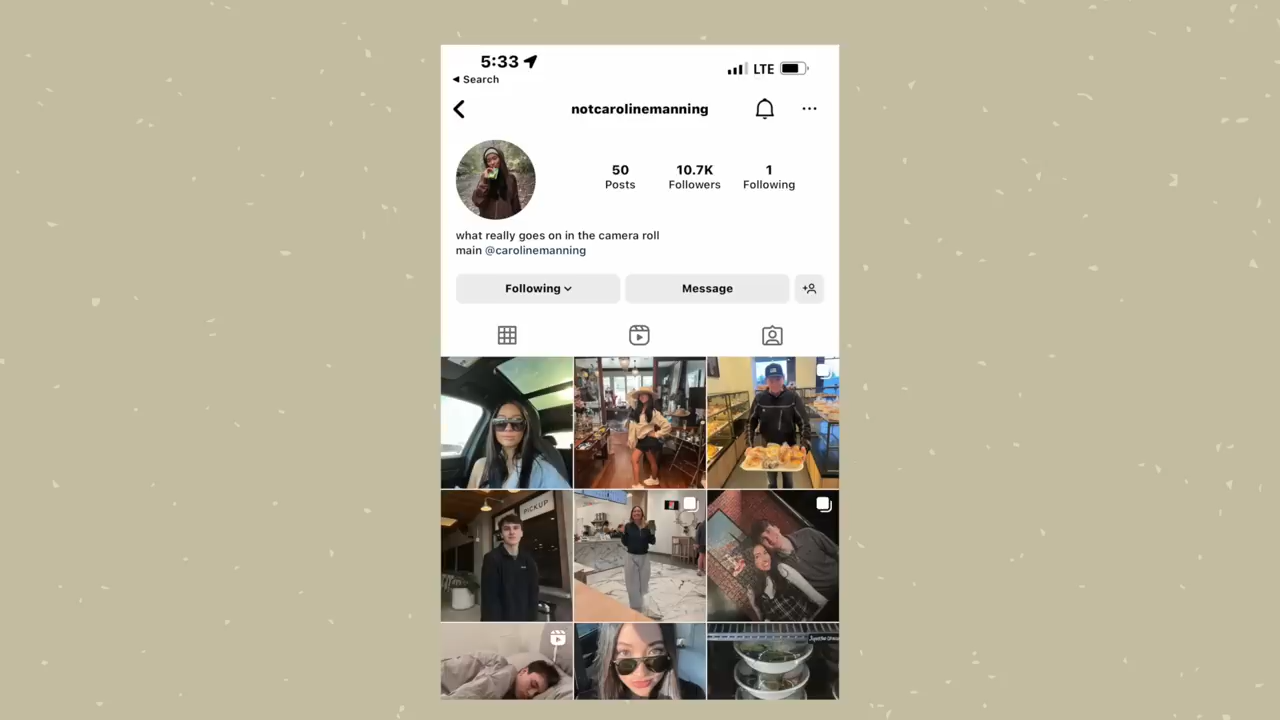 5:33
LTE
Search
notcarolinemanning
50
10.7K
1
Posts
Followers
Following
what really goes on in the camera roll
main @carolinemanning
Following
Message
PICKUP